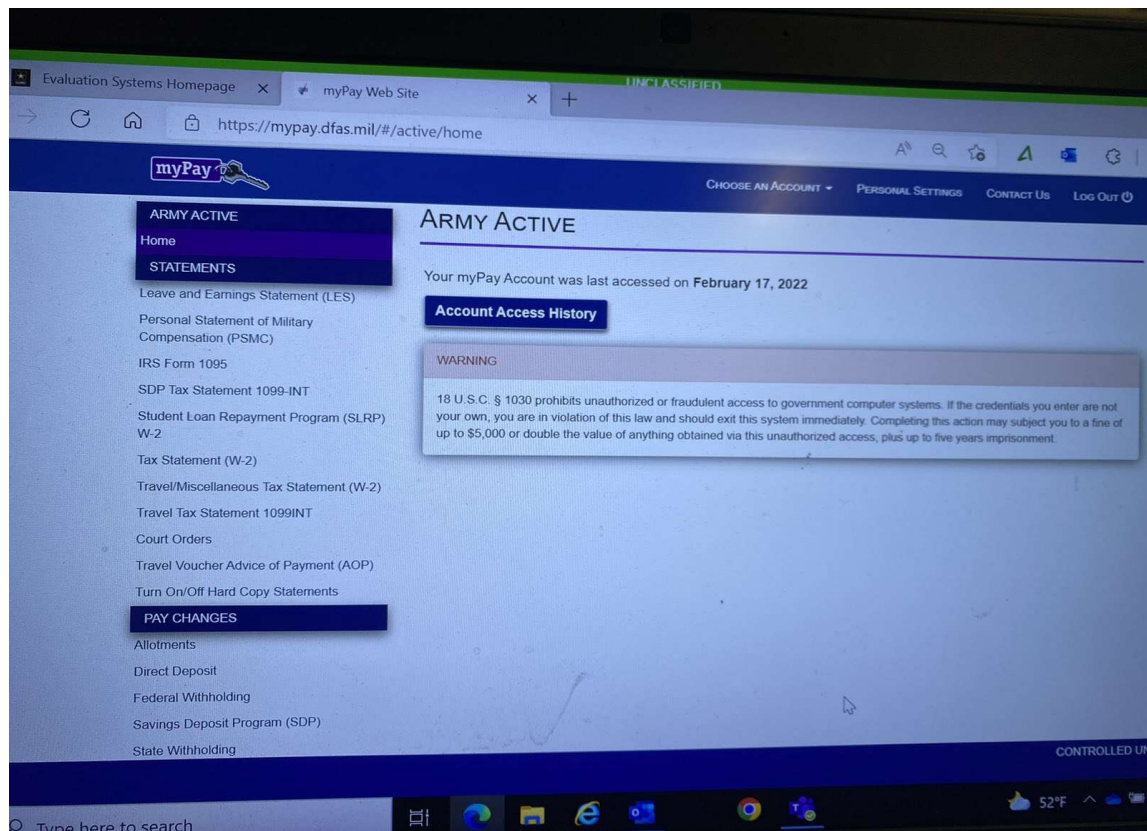 UNCLASSIFIED
Evaluation Systems Homepage
myPay Web Site
https://mypay.dfas.mil/#/active/home
myPay
CHOOSE AN ACCOUNT
PERSONAL SETTINGS
CONTACT US
LOG OUT
ARMY ACTIVE
Home
STATEMENTS
Leave and Earnings Statement (LES)
Personal Statement of Military
Compensation (PSMC)
IRS Form 1095
SDP Tax Statement 1099-INT
Student Loan Repayment Program (SLRP)
W-2
Tax Statement (W-2)
Travel/Miscellaneous Tax Statement (W-2)
Travel Tax Statement 1099INT
Court Orders
Travel Voucher Advice of Payment (AOP)
Turn On/Off Hard Copy Statements
PAY CHANGES
Allotments
Direct Deposit
Federal Withholding
Savings Deposit Program (SDP)
State Withholding
ARMY ACTIVE
Your myPay Account was last accessed on February 17, 2022
Account Access History
WARNING
18 U.S.C. § 1030 prohibits unauthorized or fraudulent access to government computer systems. If the credentials you enter are not
your own, you are in violation of this law and should exit this system immediately. Completing this action may subject you to a fine of
up to $5,000 or double the value of anything obtained via this unauthorized access, plus up to five years imprisonment.
CONTROLLED UN
Type here to search
52°F